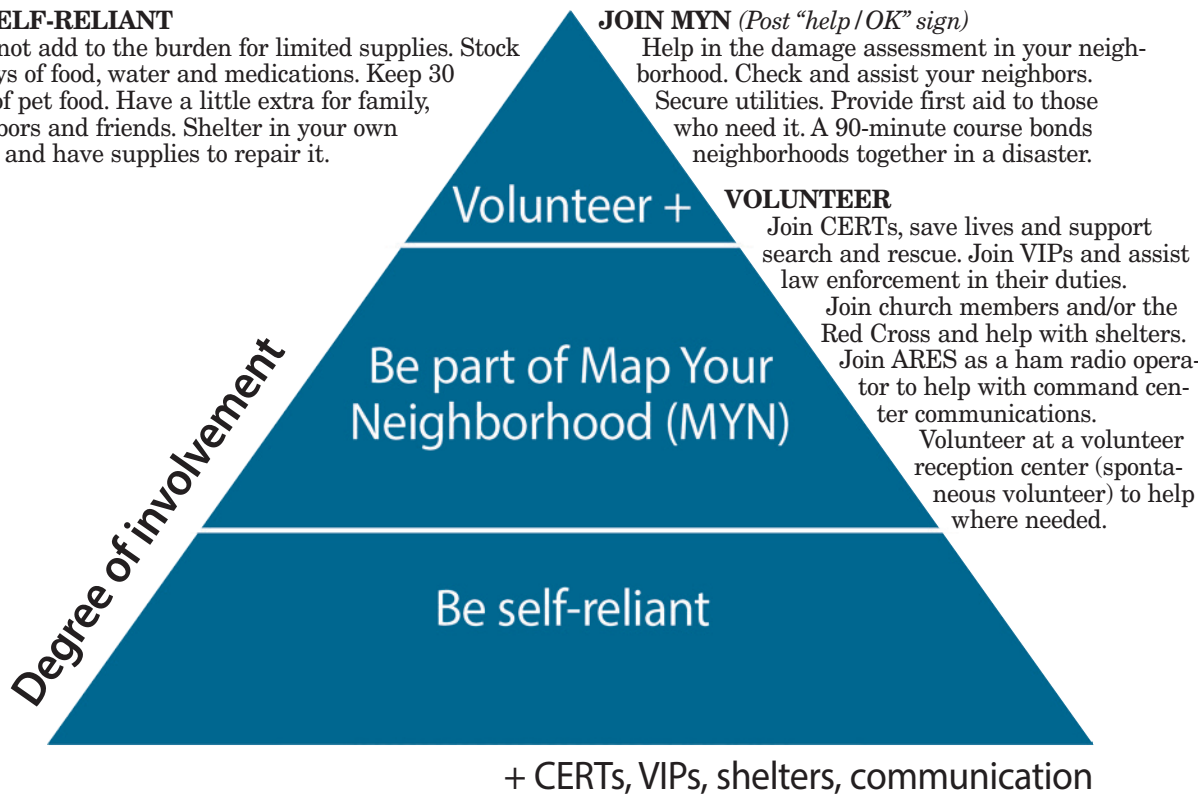 ELF-RELIANT
not add to the burden for limited supplies. Stock
ys of food, water and medications. Keep 30
of pet food. Have a little extra for family,
bors and friends. Shelter in your own
and have supplies to repair it.
JOIN MYN (Post “help/OK” sign)
Help in the damage assessment in your neigh-
borhood. Check and assist your neighbors.
Secure utilities. Provide first aid to those
who need it. A 90-minute course bonds
neighborhoods together in a disaster.
VOLUNTEER
Join CERTs, save lives and support
search and rescue. Join VIPs and assist
law enforcement in their duties.
Join church members and/or the
Red Cross and help with shelters.
Join ARES as a ham radio opera-
tor to help with command cen-
ter communications.
Volunteer at a volunteer
reception center (sponta-
neous volunteer) to help
where needed.
Volunteer +
Be part of Map Your
Neighborhood (MYN)
Be self-reliant
Degree of involvement
+ CERTs, VIPs, shelters, communication